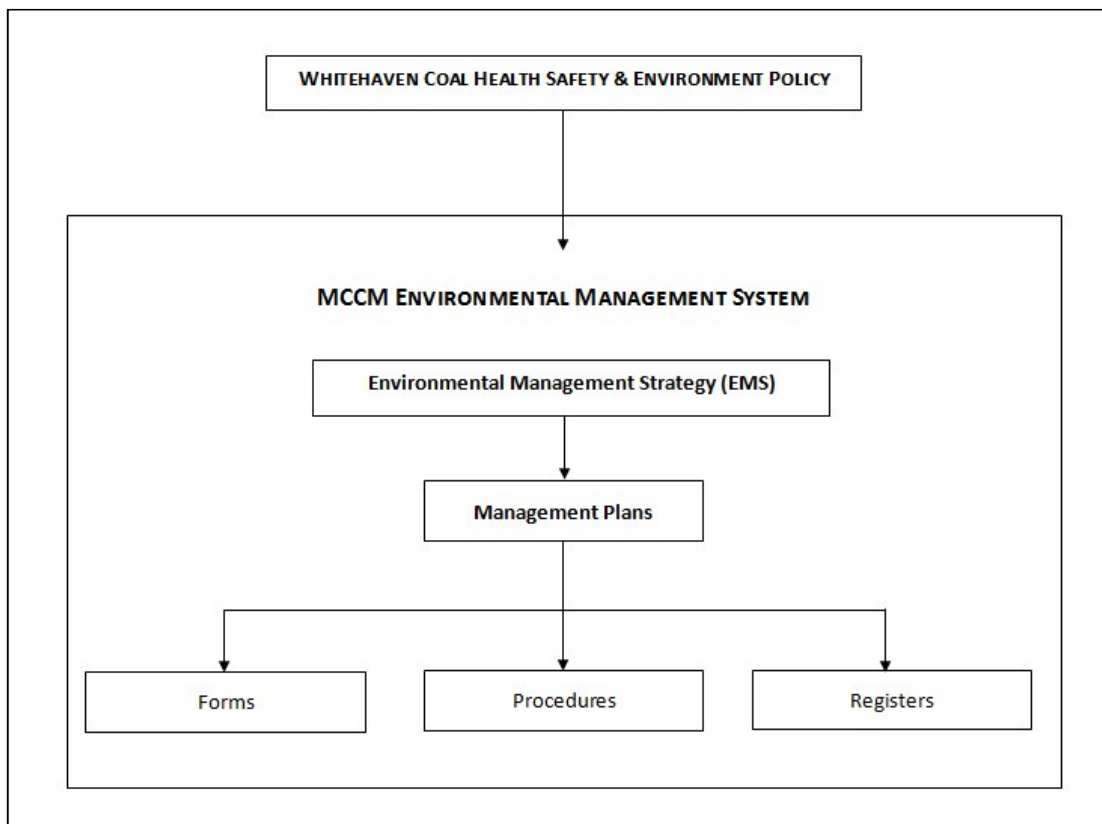 WHITEHAVEN COAL HEALTH SAFETY & ENVIRONMENT POLICY
MCCM ENVIRONMENTAL MANAGEMENT SYSTEM
Environmental Management Strategy (EMS)
Management Plans
Forms
Procedures
Registers